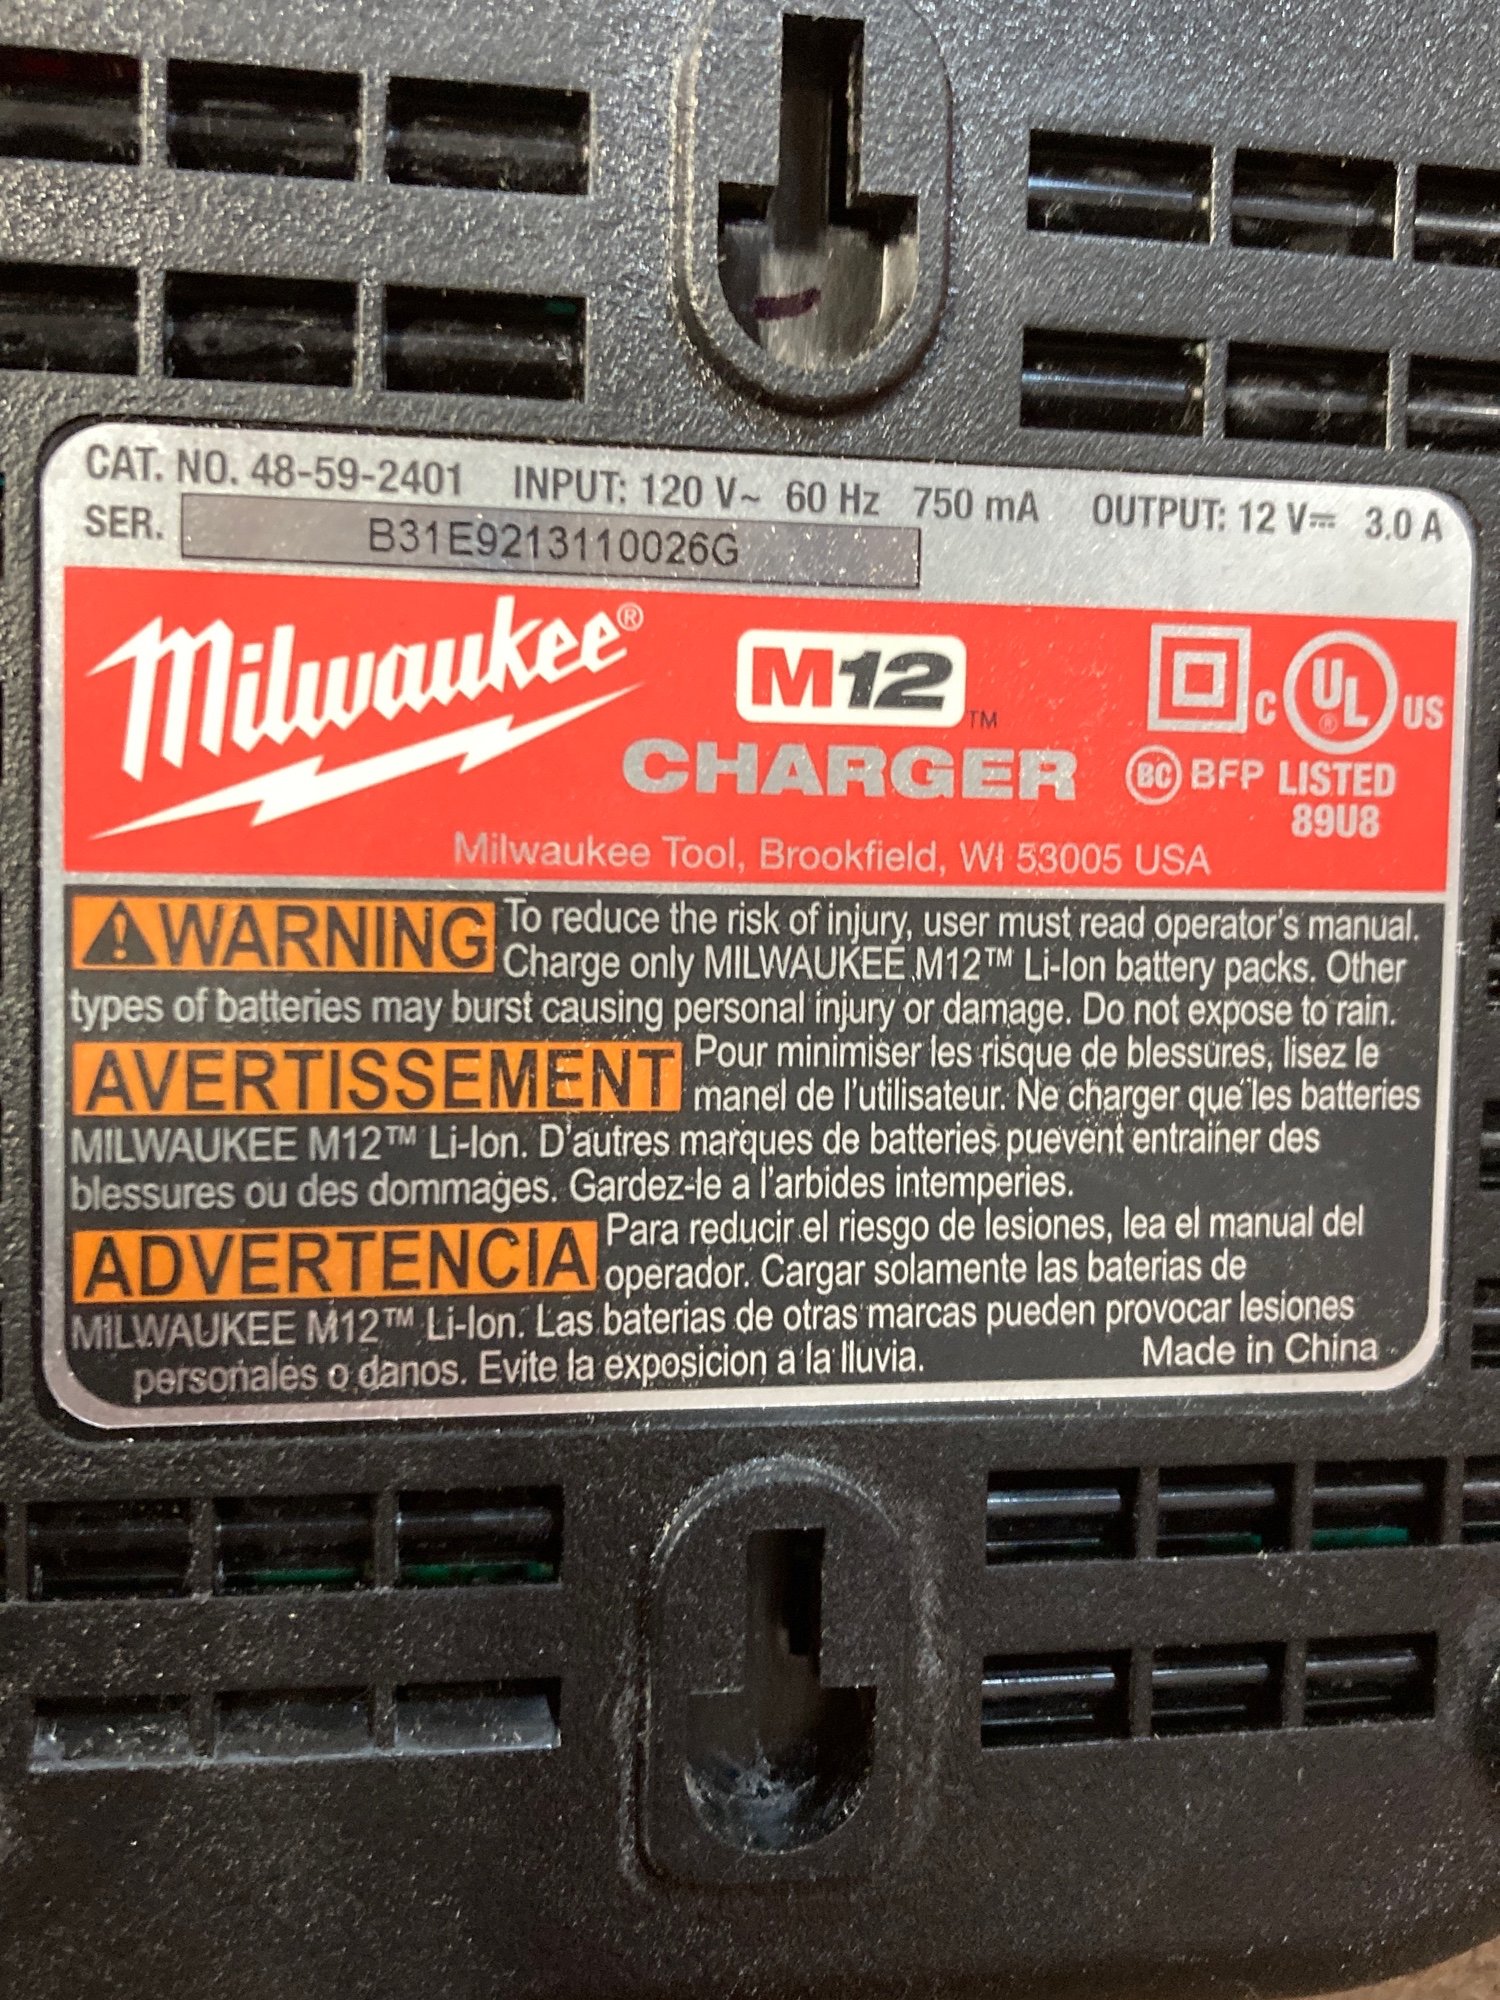 CAT. NO. 48-59-2401 INPUT: 120 V~ 60 Hz 750 mA OUTPUT: 12 V⎓ 3.0 A
SER. B31E9213110026G
Milwaukee®
M12™
CHARGER
C UL® US
BC BFP LISTED
89U8
Milwaukee Tool, Brookfield, WI 53005 USA
⚠WARNING To reduce the risk of injury, user must read operator's manual.
Charge only MILWAUKEE M12™ Li-Ion battery packs. Other
types of batteries may burst causing personal injury or damage. Do not expose to rain.
AVERTISSEMENT Pour minimiser les risque de blessures, lisez le
manel de l'utilisateur. Ne charger que les batteries
MILWAUKEE M12™ Li-Ion. D'autres marques de batteries puevent entrainer des
blessures ou des dommages. Gardez-le a l'arbides intemperies.
ADVERTENCIA Para reducir el riesgo de lesiones, lea el manual del
operador. Cargar solamente las baterias de
MILWAUKEE M12™ Li-Ion. Las baterias de otras marcas pueden provocar lesiones
personales o danos. Evite la exposicion a la lluvia. Made in China